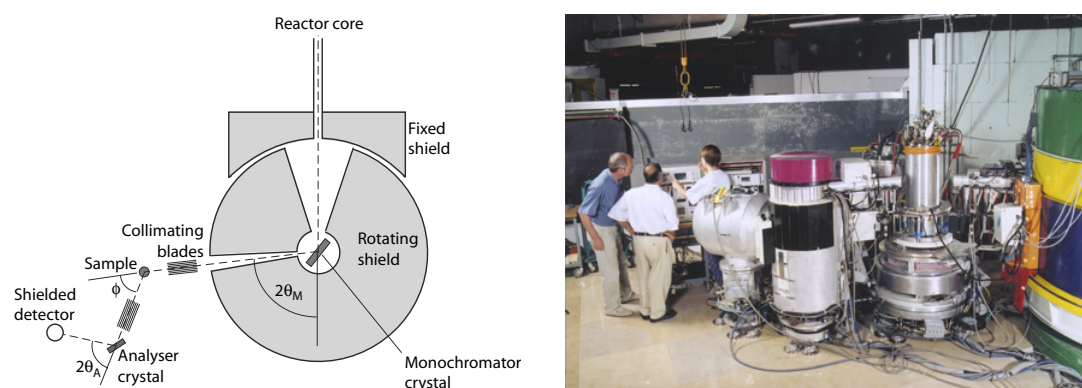 Reactor core
Fixed
shield
Collimating
blades
Rotating
shield
Sample
ϕ
2θM
Shielded
detector
2θA
Analyser
crystal
Monochromator
crystal